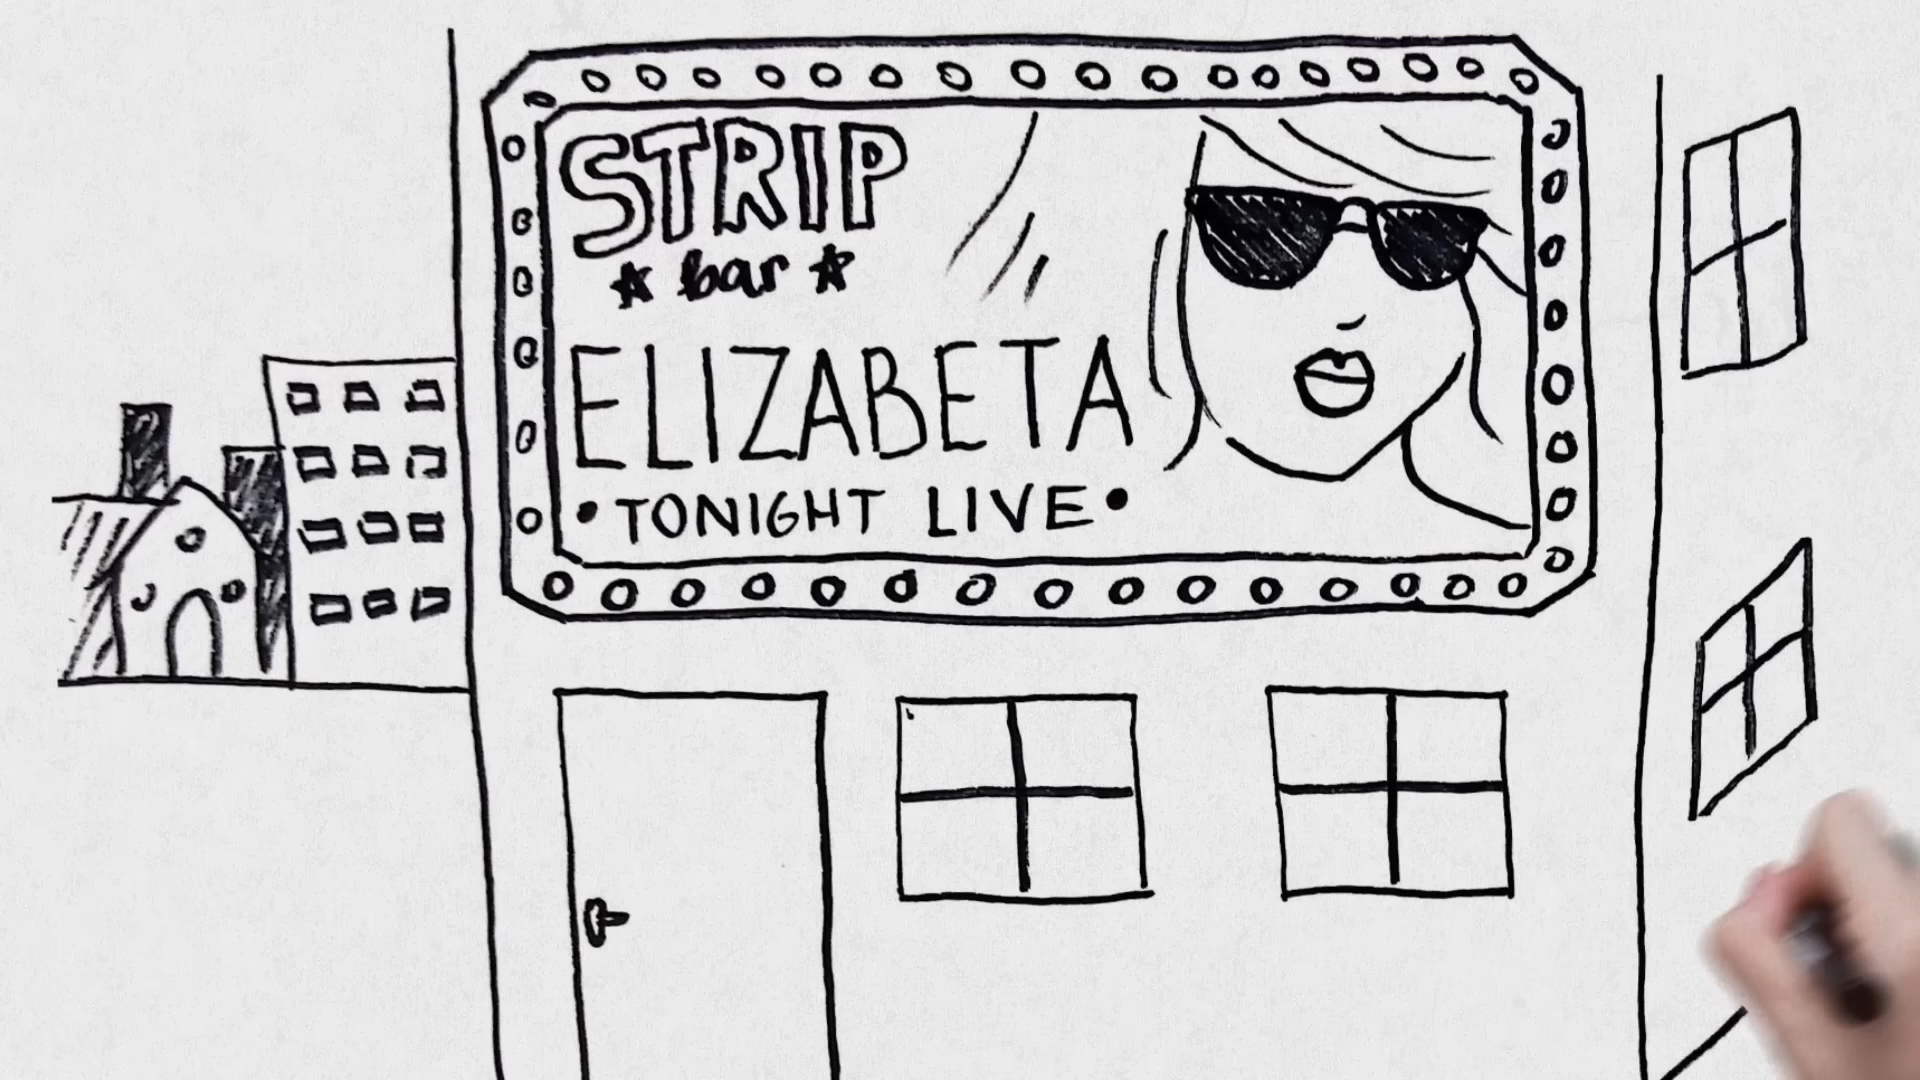 STRIP
★ bar ★
ELIZABETA
• TONIGHT LIVE •